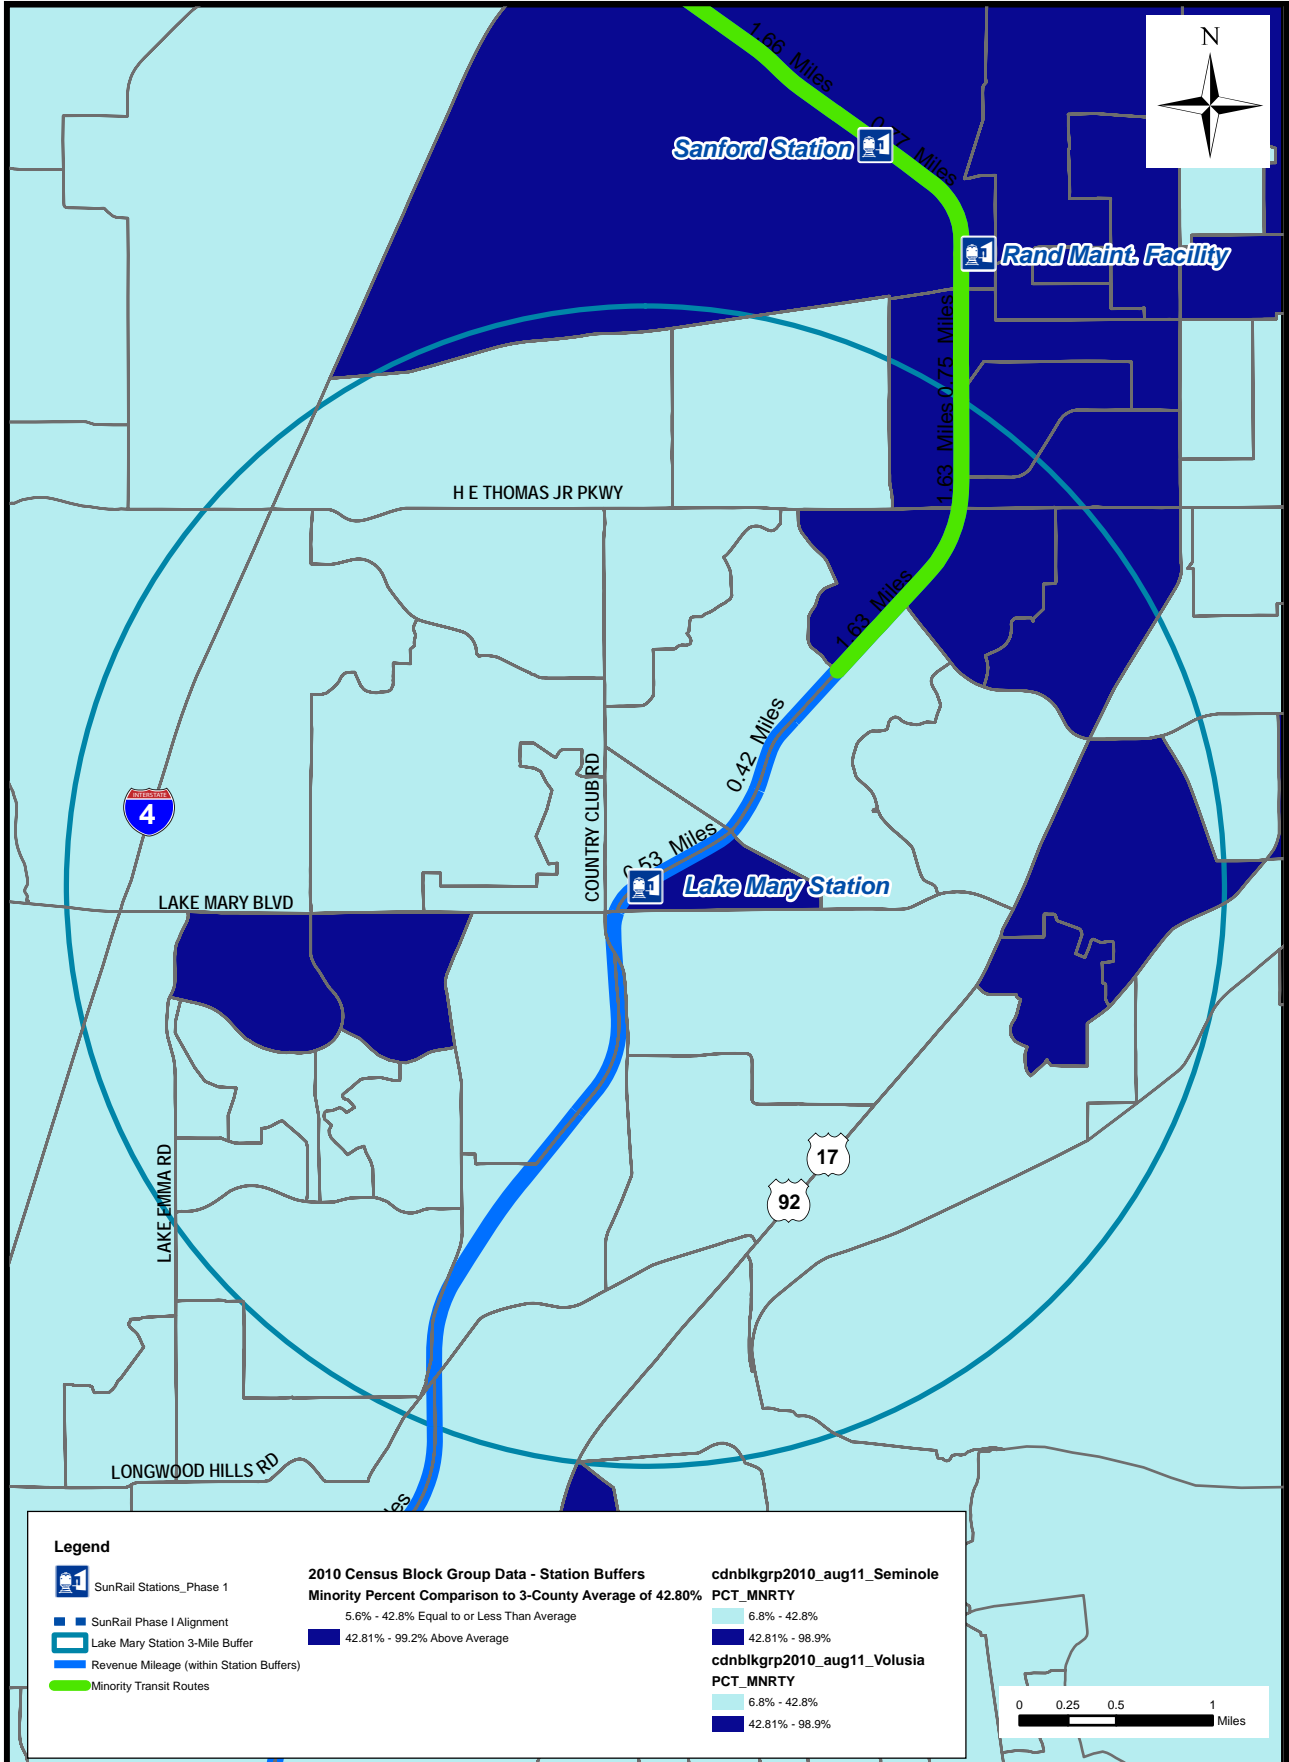 1.66 Miles
N
Sanford Station
0.77 Miles
Rand Maint. Facility
0.75 Miles
1.63 Miles
H E THOMAS JR PKWY
1.63 Miles
0.42 Miles
COUNTRY CLUB RD
INTERSTATE
4
0.53 Miles
Lake Mary Station
LAKE MARY BLVD
17
92
LAKE EMMA RD
LONGWOOD HILLS RD
les
Legend
SunRail Stations_Phase 1
SunRail Phase I Alignment
Lake Mary Station 3-Mile Buffer
Revenue Mileage (within Station Buffers)
Minority Transit Routes
2010 Census Block Group Data - Station Buffers
Minority Percent Comparison to 3-County Average of 42.80%
5.6% - 42.8% Equal to or Less Than Average
42.81% - 99.2% Above Average
cdnblkgrp2010_aug11_Seminole
PCT_MNRTY
6.8% - 42.8%
42.81% - 98.9%
cdnblkgrp2010_aug11_Volusia
PCT_MNRTY
6.8% - 42.8%
42.81% - 98.9%
0 0.25 0.5 1
Miles